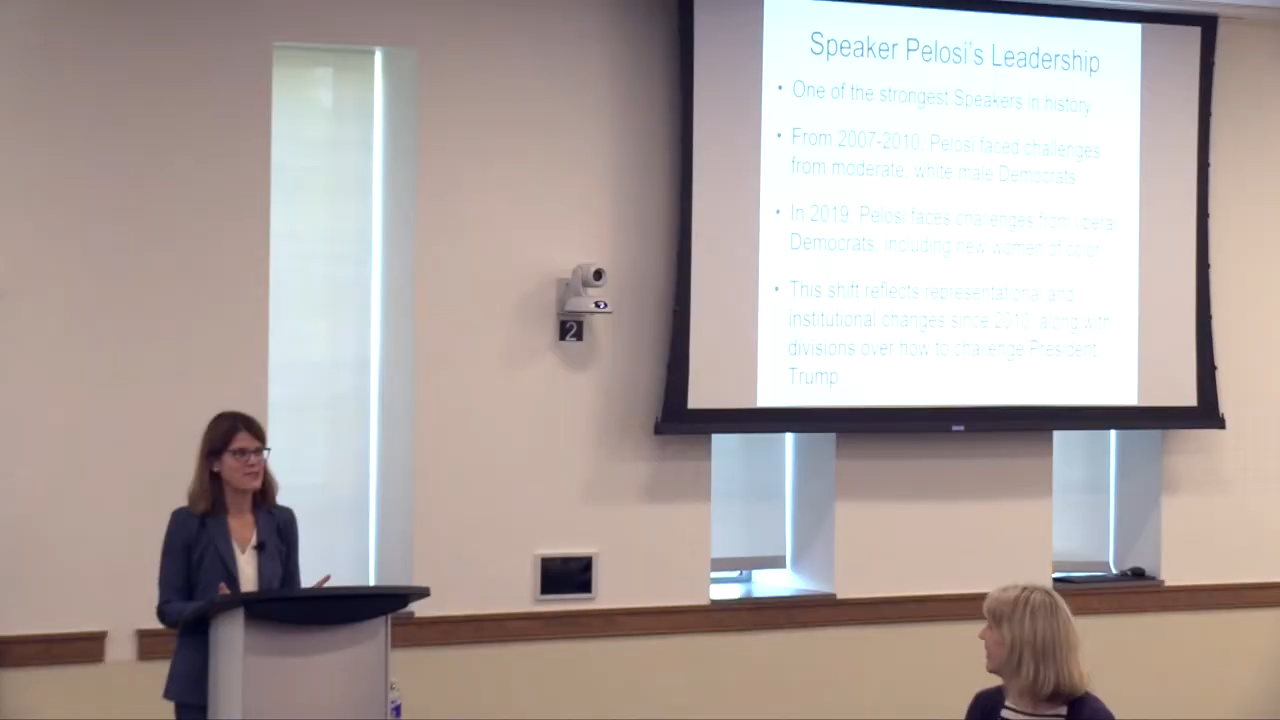 Speaker Pelosi's Leadership
• One of the strongest Speakers in history
• From 2007-2010, Pelosi faced challenges
from moderate, white male Democrats
• In 2019, Pelosi faces challenges from liberal
Democrats, including new women of color
• This shift reflects representational and
institutional changes since 2010, along with
divisions over how to challenge President
Trump
2